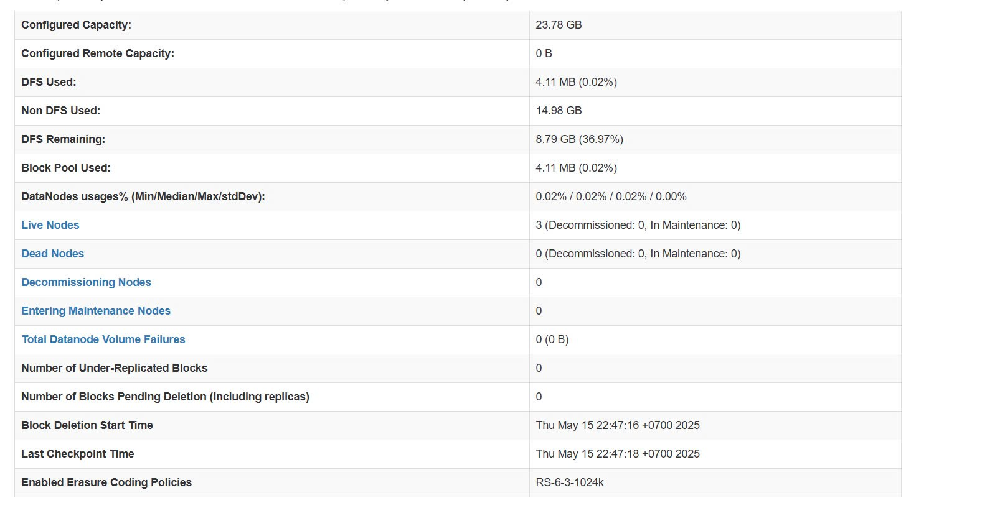 Configured Capacity: 23.78 GB
Configured Remote Capacity: 0 B
DFS Used: 4.11 MB (0.02%)
Non DFS Used: 14.98 GB
DFS Remaining: 8.79 GB (36.97%)
Block Pool Used: 4.11 MB (0.02%)
DataNodes usages% (Min/Median/Max/stdDev): 0.02% / 0.02% / 0.02% / 0.00%
Live Nodes 3 (Decommissioned: 0, In Maintenance: 0)
Dead Nodes 0 (Decommissioned: 0, In Maintenance: 0)
Decommissioning Nodes 0
Entering Maintenance Nodes 0
Total Datanode Volume Failures 0 (0 B)
Number of Under-Replicated Blocks 0
Number of Blocks Pending Deletion (including replicas) 0
Block Deletion Start Time Thu May 15 22:47:16 +0700 2025
Last Checkpoint Time Thu May 15 22:47:18 +0700 2025
Enabled Erasure Coding Policies RS-6-3-1024k